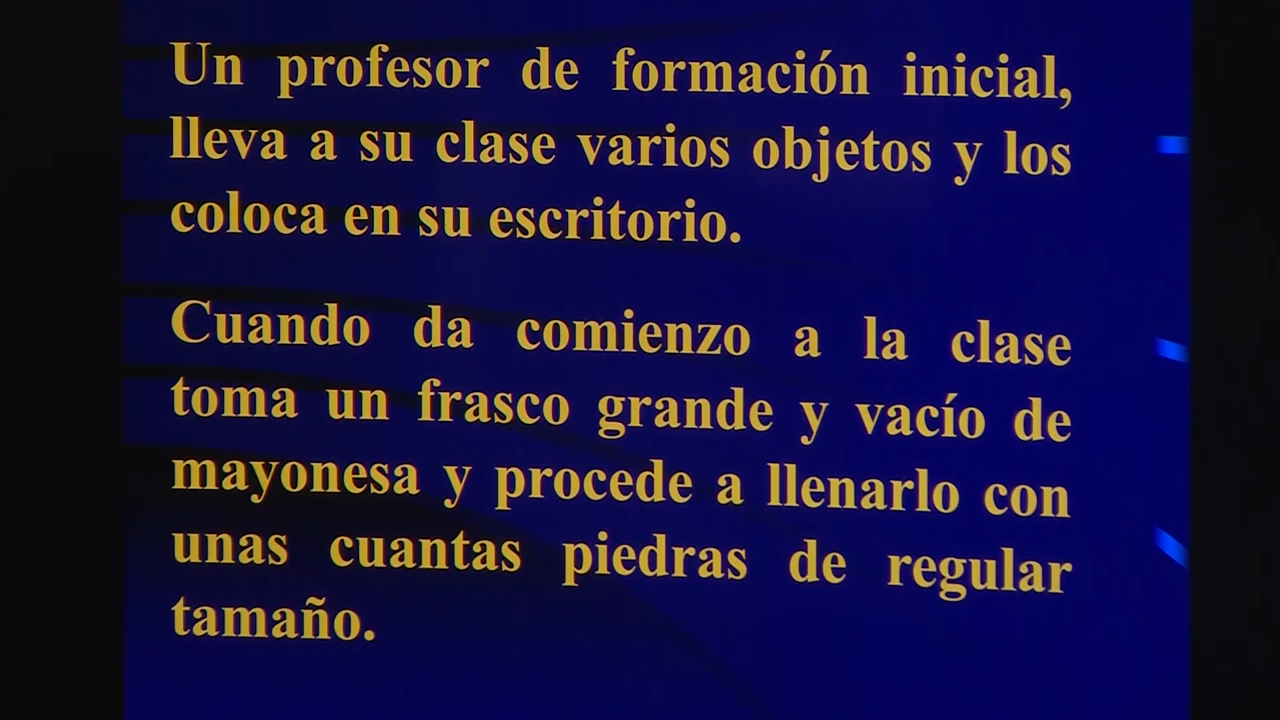 Un profesor de formación inicial,
lleva a su clase varios objetos y los
coloca en su escritorio.
Cuando da comienzo a la clase
toma un frasco grande y vacío de
mayonesa y procede a llenarlo con
unas cuantas piedras de regular
tamaño.